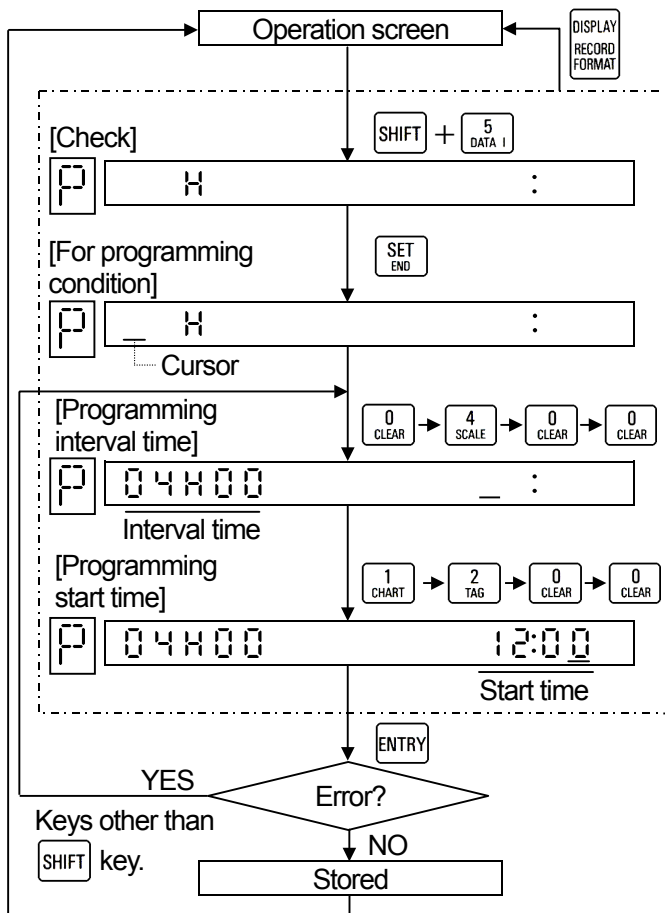 Operation screen
DISPLAY
RECORD
FORMAT
[Check]
SHIFT + 5
DATA I
P H :
[For programming
condition]
SET
END
P _ H :
Cursor
[Programming
interval time]
0 → 4 → 0 → 0
CLEAR SCALE CLEAR CLEAR
P 04H00 _ :
Interval time
[Programming
start time]
1 → 2 → 0 → 0
CHART TAG CLEAR CLEAR
P 04H00 12:00
Start time
ENTRY
YES
Error?
Keys other than
SHIFT key.
NO
Stored